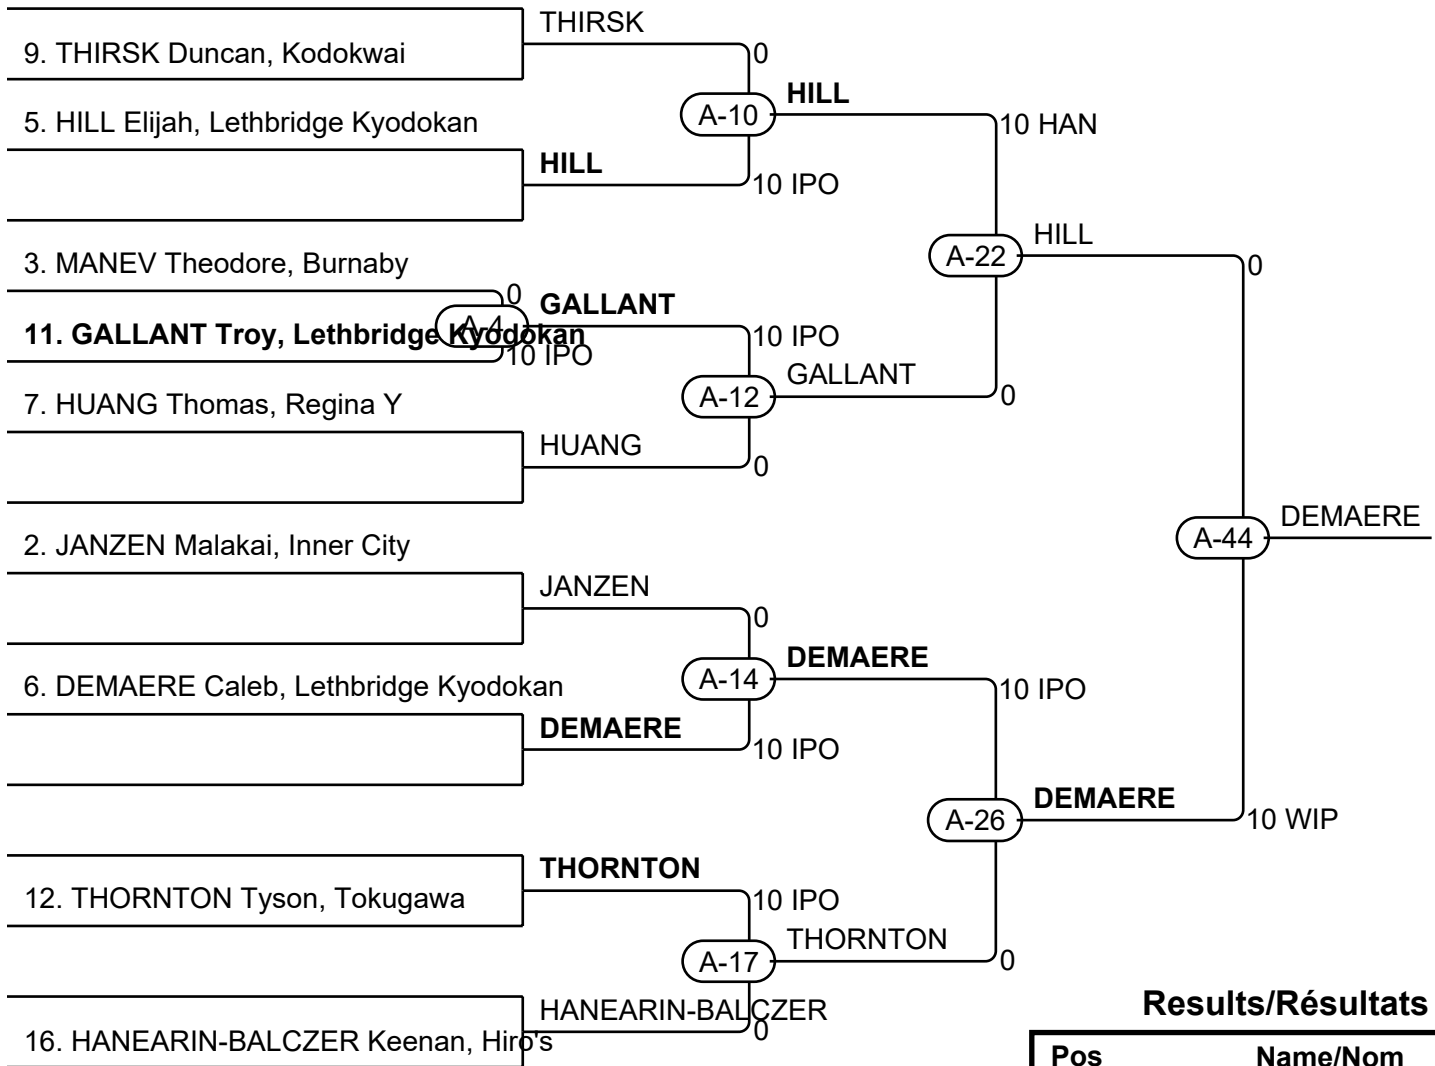 THIRSK
9. THIRSK Duncan, Kodokwai
0
HILL
A-10
5. HILL Elijah, Lethbridge Kyodokan
10 HAN
HILL
10 IPO
HILL
3. MANEV Theodore, Burnaby
A-22
0
0
GALLANT
11. GALLANT Troy, Lethbridge Kyodokan
A-4
10 IPO
10 IPO
GALLANT
7. HUANG Thomas, Regina Y
A-12
0
HUANG
0
DEMAERE
2. JANZEN Malakai, Inner City
A-44
JANZEN
0
DEMAERE
6. DEMAERE Caleb, Lethbridge Kyodokan
A-14
10 IPO
DEMAERE
10 IPO
DEMAERE
A-26
10 WIP
THORNTON
12. THORNTON Tyson, Tokugawa
10 IPO
THORNTON
A-17
0
HANEARIN-BALCZER
0
16. HANEARIN-BALCZER Keenan, Hiro's
Results/Résultats
Pos Name/Nom